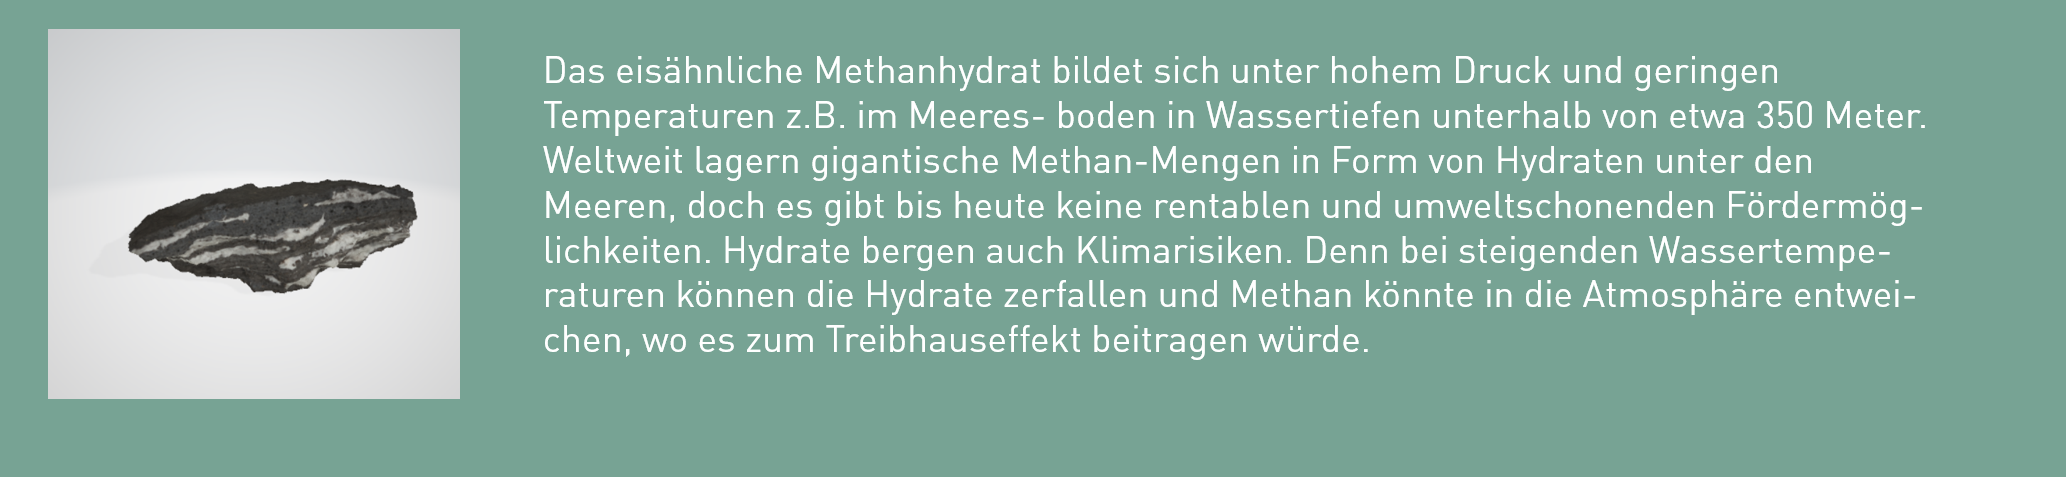 Das eisähnliche Methanhydrat bildet sich unter hohem Druck und geringen
Temperaturen z.B. im Meeres- boden in Wassertiefen unterhalb von etwa 350 Meter.
Weltweit lagern gigantische Methan-Mengen in Form von Hydraten unter den
Meeren, doch es gibt bis heute keine rentablen und umweltschonenden Fördermög-
lichkeiten. Hydrate bergen auch Klimarisiken. Denn bei steigenden Wassertempe-
raturen können die Hydrate zerfallen und Methan könnte in die Atmosphäre entwei-
chen, wo es zum Treibhauseffekt beitragen würde.